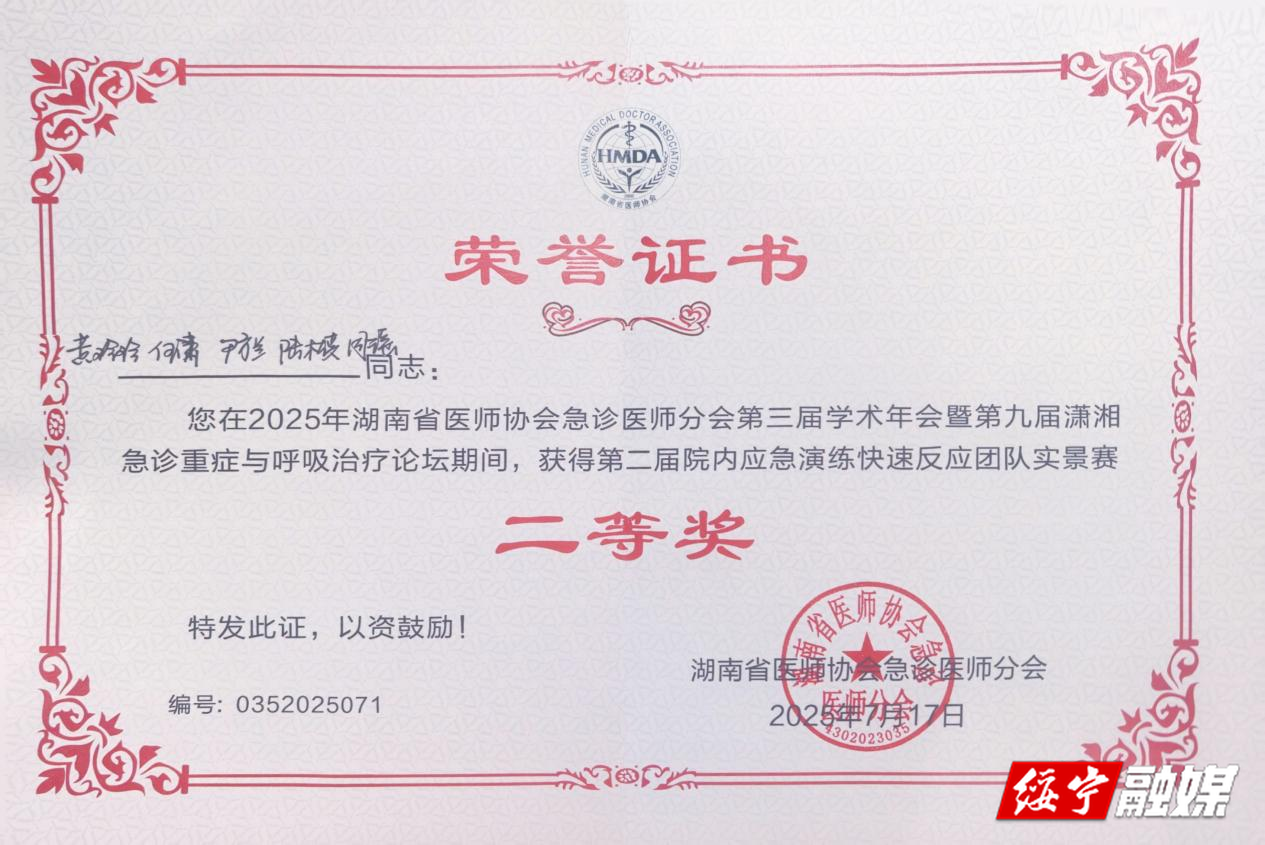 HUNAN MEDICAL DOCTOR ASSOCIATION
HMDA
湖南省医师协会
荣誉证书
同志：
您在2025年湖南省医师协会急诊医师分会第三届学术年会暨第九届潇湘
急诊重症与呼吸治疗论坛期间，获得第二届院内应急演练快速反应团队实景赛
二等奖
特发此证，以资鼓励！
编号：0352025071
湖南省医师协会急诊医师分会
2025年7月17日
湖南省医师协会急诊
医师分会
绥宁融媒